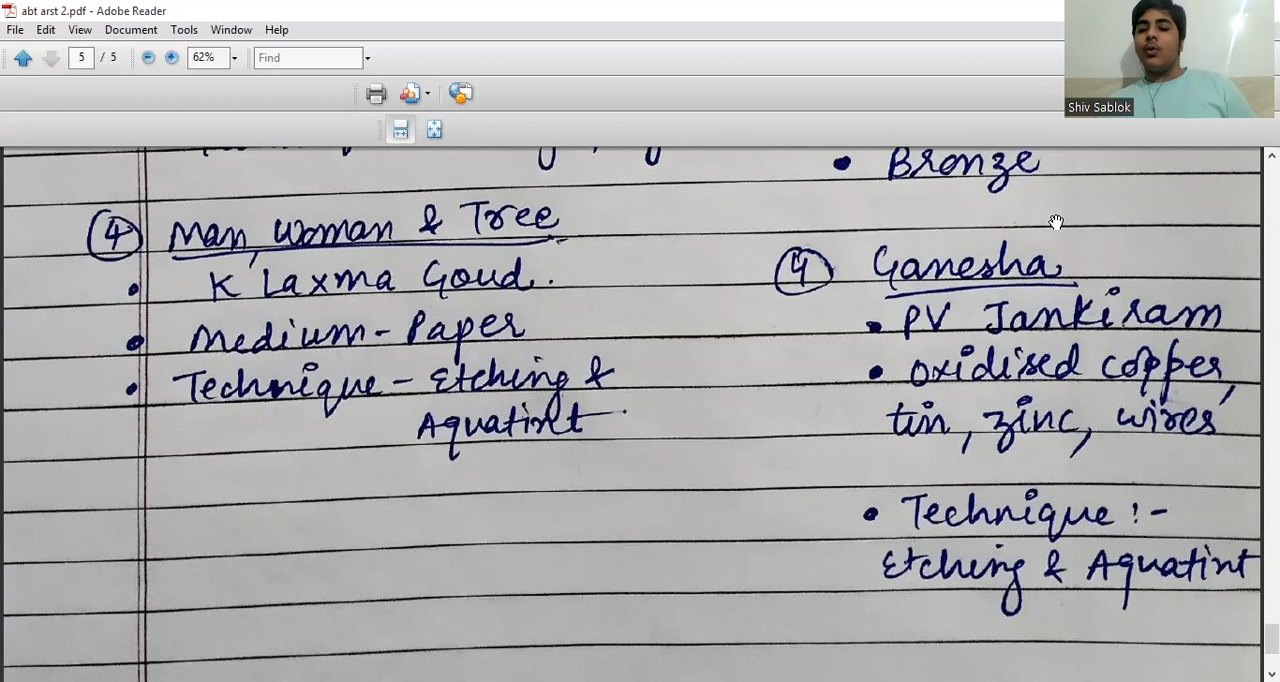 abt arst 2.pdf - Adobe Reader
File Edit View Document Tools Window Help
5 / 5 62% Find
Shiv Sablok
④ Man, Woman & Tree
• K Laxma Goud.
• Medium - Paper
• Technique - Etching &
Aquatint
• Bronze
④ Ganesha
• PV Jankiram
• Oxidised copper,
tin, zinc, wires
• Technique :-
Etching & Aquatint